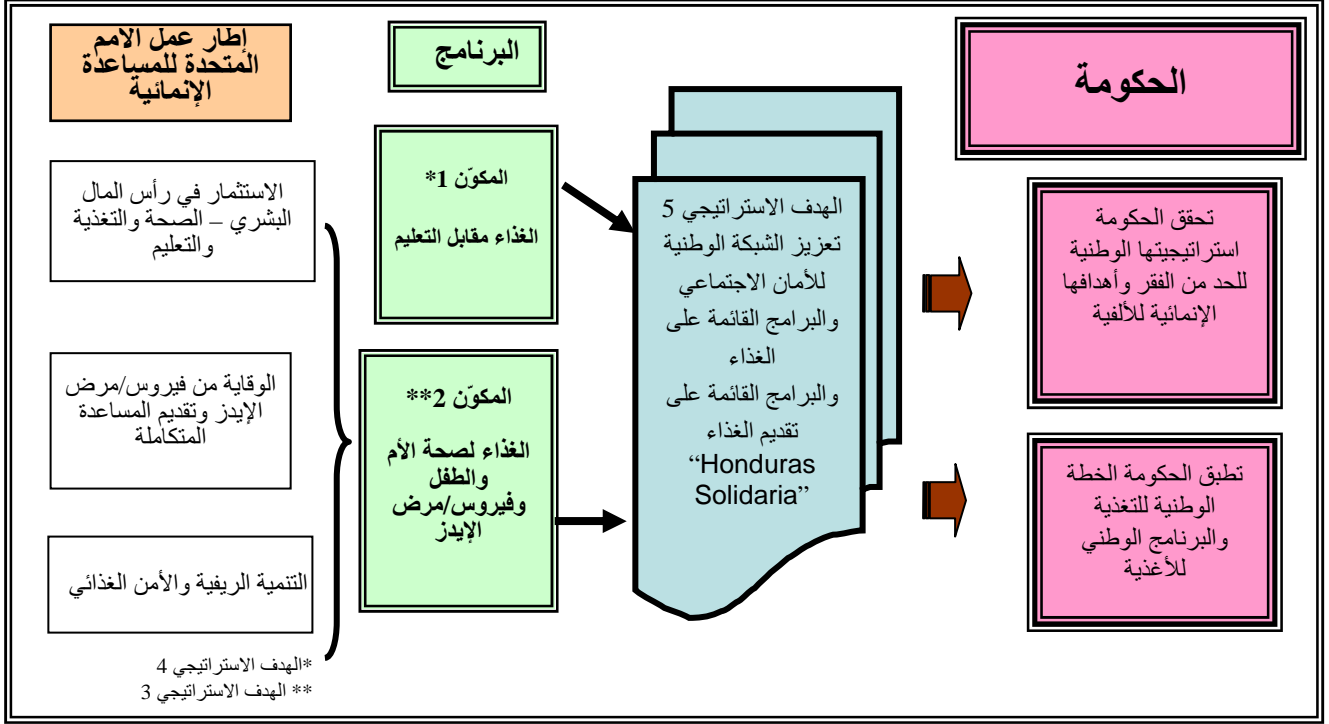 إطار عمل الأمم
المتحدة للمساعدة
الإنمائية
البرنامج
الحكومة
الاستثمار في رأس المال
البشري – الصحة والتغذية
والتعليم
الوقاية من فيروس/مرض
الإيدز وتقديم المساعدة
المتكاملة
التنمية الريفية والأمن الغذائي
*الهدف الاستراتيجي 4
** الهدف الاستراتيجي 3
المكوّن 1*
الغذاء مقابل التعليم
المكوّن 2**
الغذاء لصحة الأم
والطفل
وفيروس/مرض
الإيدز
الهدف الاستراتيجي 5
تعزيز الشبكة الوطنية
للأمان الاجتماعي
والبرامج القائمة على
الغذاء
والبرامج القائمة على
تقديم الغذاء
“Honduras
Solidaria”
تحقق الحكومة
استراتيجيتها الوطنية
للحد من الفقر وأهدافها
الإنمائية للألفية
تطبق الحكومة الخطة
الوطنية للتغذية
والبرنامج الوطني
للأغذية